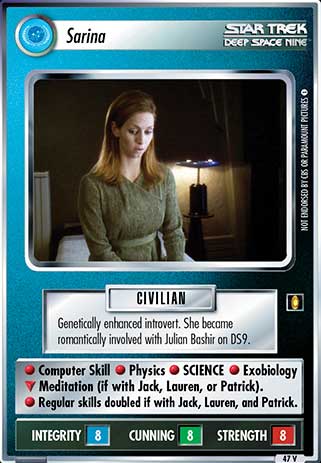 Sarina
STAR TREK
DEEP SPACE NINE
NOT ENDORSED BY CBS OR PARAMOUNT PICTURES
CIVILIAN
Genetically enhanced introvert. She became
romantically involved with Julian Bashir on DS9.
Computer Skill Physics SCIENCE Exobiology
Meditation (if with Jack, Lauren, or Patrick).
Regular skills doubled if with Jack, Lauren, and Patrick.
INTEGRITY 8 CUNNING 8 STRENGTH 8
47 V